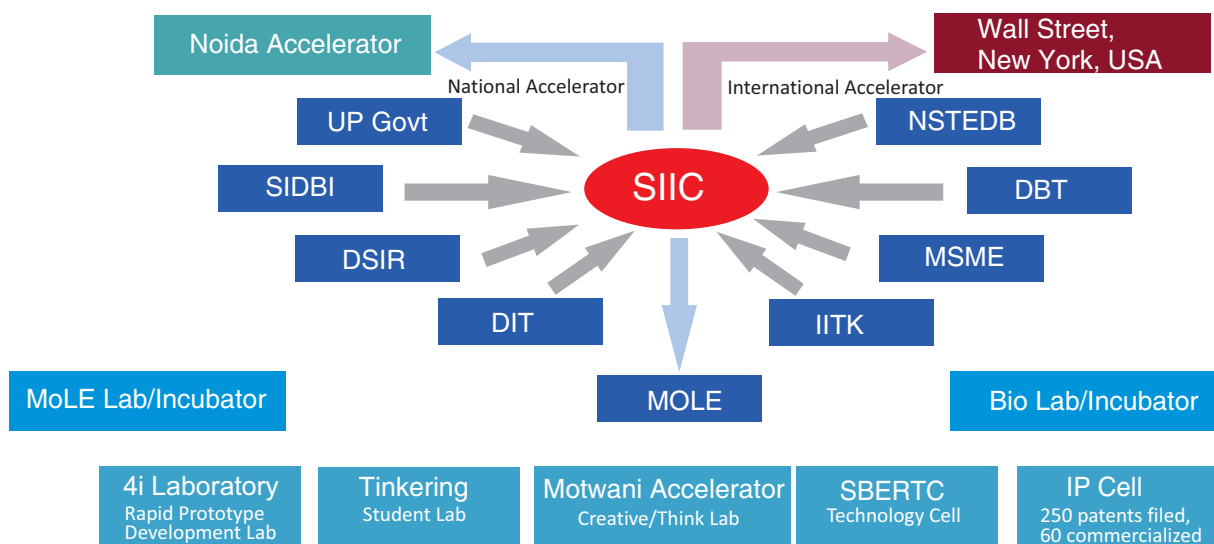 Noida Accelerator
Wall Street,
New York, USA
National Accelerator
International Accelerator
UP Govt
NSTEDB
SIIC
SIDBI
DBT
DSIR
MSME
DIT
IITK
MoLE Lab/Incubator
MOLE
Bio Lab/Incubator
4i Laboratory
Rapid Prototype
Development Lab
Tinkering
Student Lab
Motwani Accelerator
Creative/Think Lab
SBERTC
Technology Cell
IP Cell
250 patents filed,
60 commercialized